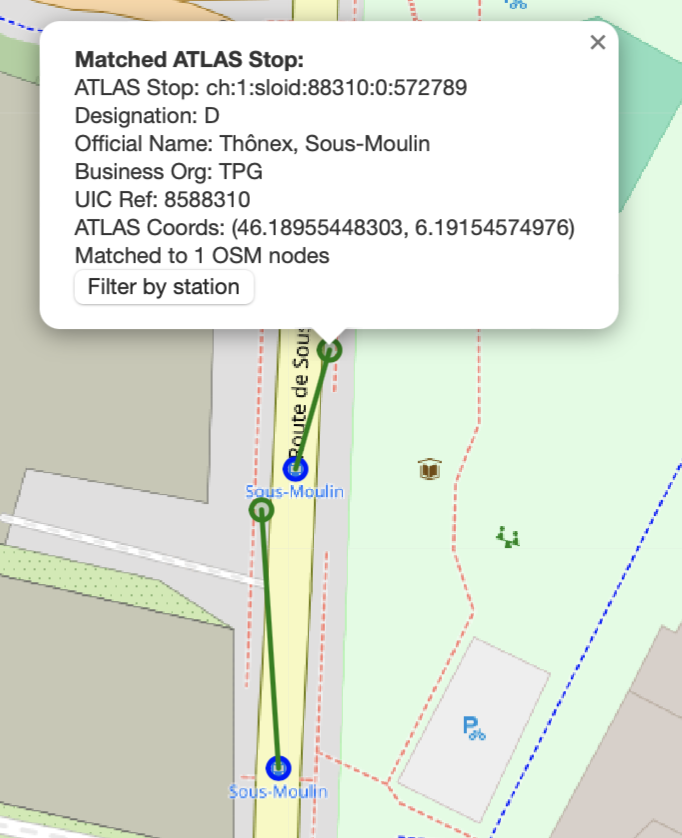 Matched ATLAS Stop:
ATLAS Stop: ch:1:sloid:88310:0:572789
Designation: D
Official Name: Thônex, Sous-Moulin
Business Org: TPG
UIC Ref: 8588310
ATLAS Coords: (46.18955448303, 6.19154574976)
Matched to 1 OSM nodes
Filter by station
Route de Sous
Sous-Moulin
P
Sous-Moulin